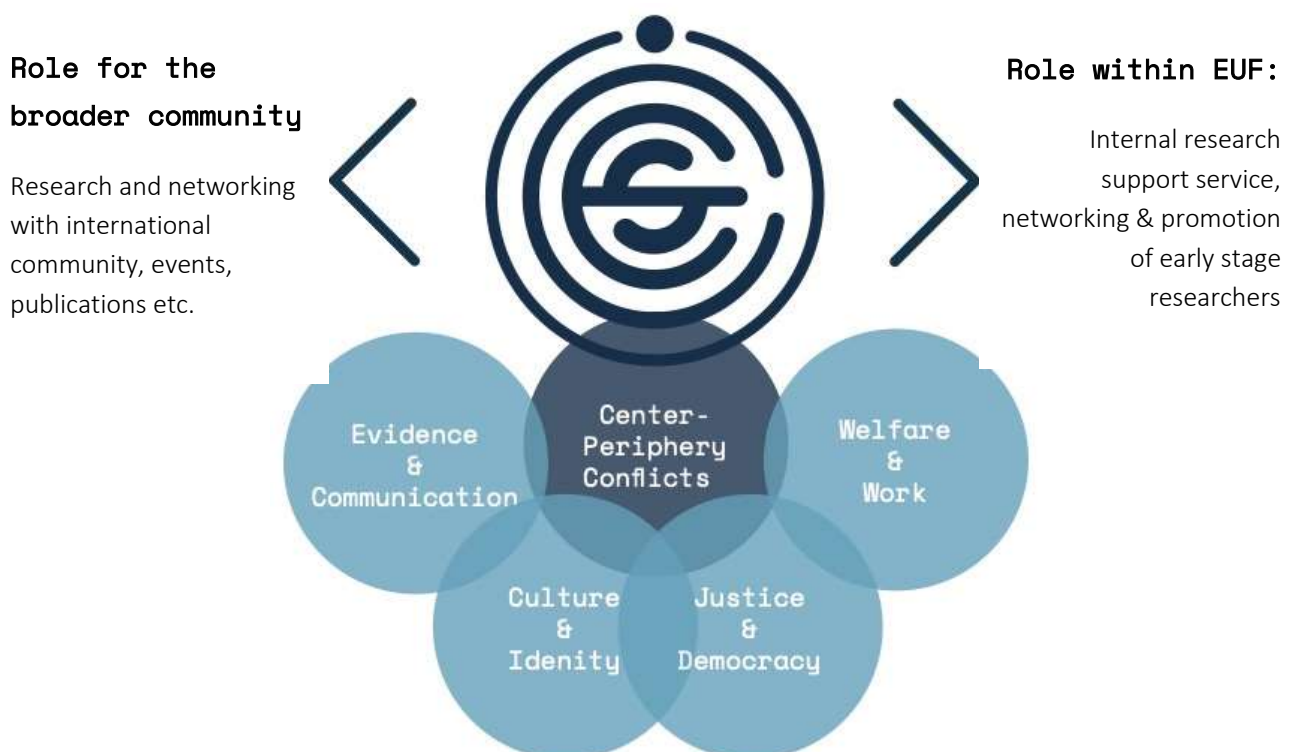 Role for the
broader community
Research and networking
with international
community, events,
publications etc.
Role within EUF:
Internal research
support service,
networking & promotion
of early stage
researchers
Evidence
&
Communication
Center-
Periphery
Conflicts
Welfare
&
Work
Culture
&
Idenity
Justice
&
Democracy